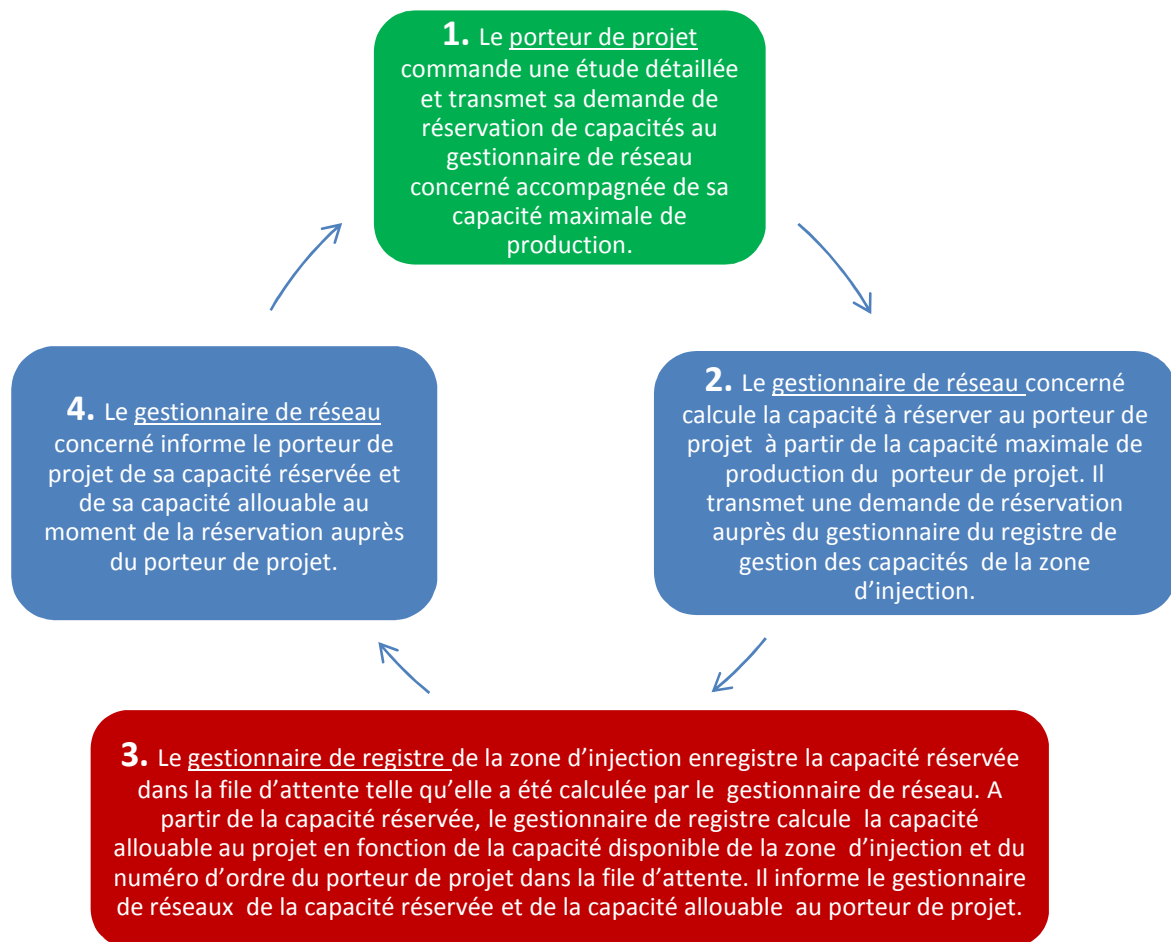 1. Le porteur de projet
commande une étude détaillée
et transmet sa demande de
réservation de capacités au
gestionnaire de réseau
concerné accompagnée de sa
capacité maximale de
production.
2. Le gestionnaire de réseau concerné
calcule la capacité à réserver au porteur de
projet à partir de la capacité maximale de
production du porteur de projet. Il
transmet une demande de réservation
auprès du gestionnaire du registre de
gestion des capacités de la zone
d’injection.
3. Le gestionnaire de registre de la zone d’injection enregistre la capacité réservée
dans la file d’attente telle qu’elle a été calculée par le gestionnaire de réseau. A
partir de la capacité réservée, le gestionnaire de registre calcule la capacité
allouable au projet en fonction de la capacité disponible de la zone d’injection et du
numéro d’ordre du porteur de projet dans la file d’attente. Il informe le gestionnaire
de réseaux de la capacité réservée et de la capacité allouable au porteur de projet.
4. Le gestionnaire de réseau
concerné informe le porteur de
projet de sa capacité réservée et
de sa capacité allouable au
moment de la réservation auprès
du porteur de projet.